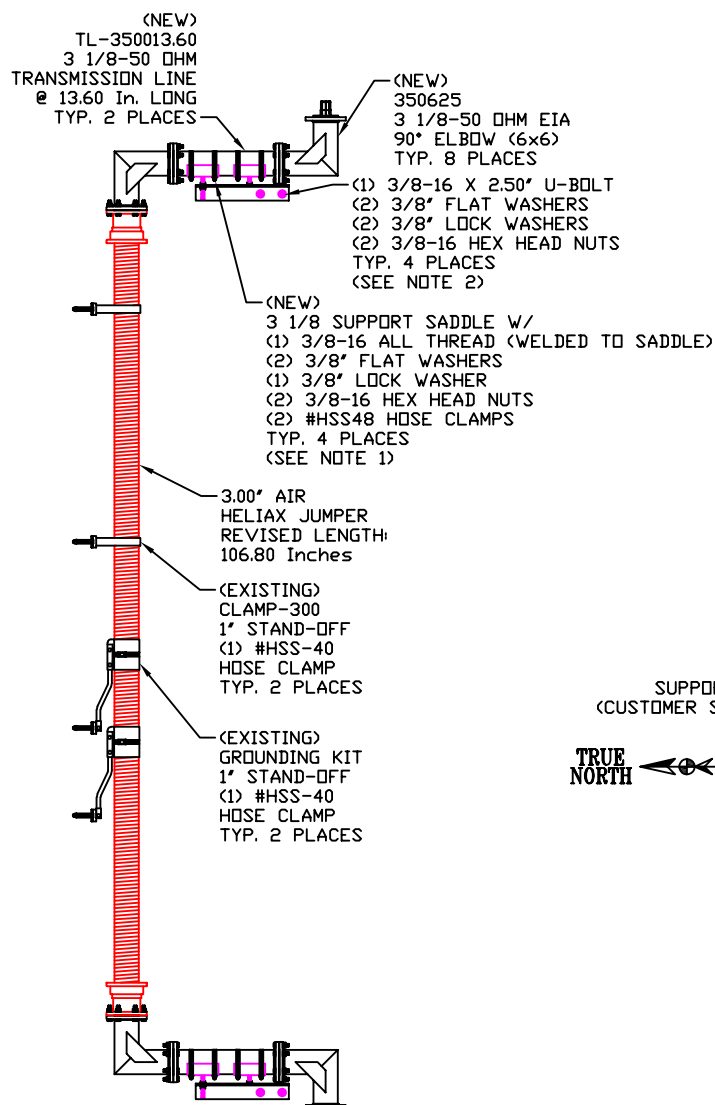 (NEW)
TL-350013.60
3 1/8-50 OHM
TRANSMISSION LINE
@ 13.60 In. LONG
TYP. 2 PLACES
(NEW)
350625
3 1/8-50 OHM EIA
90° ELBOW (6x6)
TYP. 8 PLACES
(1) 3/8-16 X 2.50" U-BOLT
(2) 3/8" FLAT WASHERS
(2) 3/8" LOCK WASHERS
(2) 3/8-16 HEX HEAD NUTS
TYP. 4 PLACES
(SEE NOTE 2)
(NEW)
3 1/8 SUPPORT SADDLE W/
(1) 3/8-16 ALL THREAD (WELDED TO SADDLE)
(2) 3/8" FLAT WASHERS
(1) 3/8" LOCK WASHER
(2) 3/8-16 HEX HEAD NUTS
(2) #HSS48 HOSE CLAMPS
TYP. 4 PLACES
(SEE NOTE 1)
3.00" AIR
HELIAX JUMPER
REVISED LENGTH:
106.80 Inches
(EXISTING)
CLAMP-300
1" STAND-OFF
(1) #HSS-40
HOSE CLAMP
TYP. 2 PLACES
(EXISTING)
GROUNDING KIT
1" STAND-OFF
(1) #HSS-40
HOSE CLAMP
TYP. 2 PLACES
SUPPO
(CUSTOMER S
TRUE
NORTH